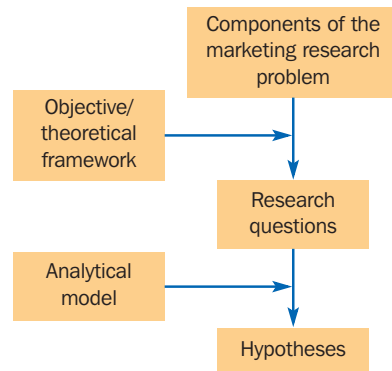 Components of the
marketing research
problem
Objective/
theoretical
framework
Research
questions
Analytical
model
Hypotheses